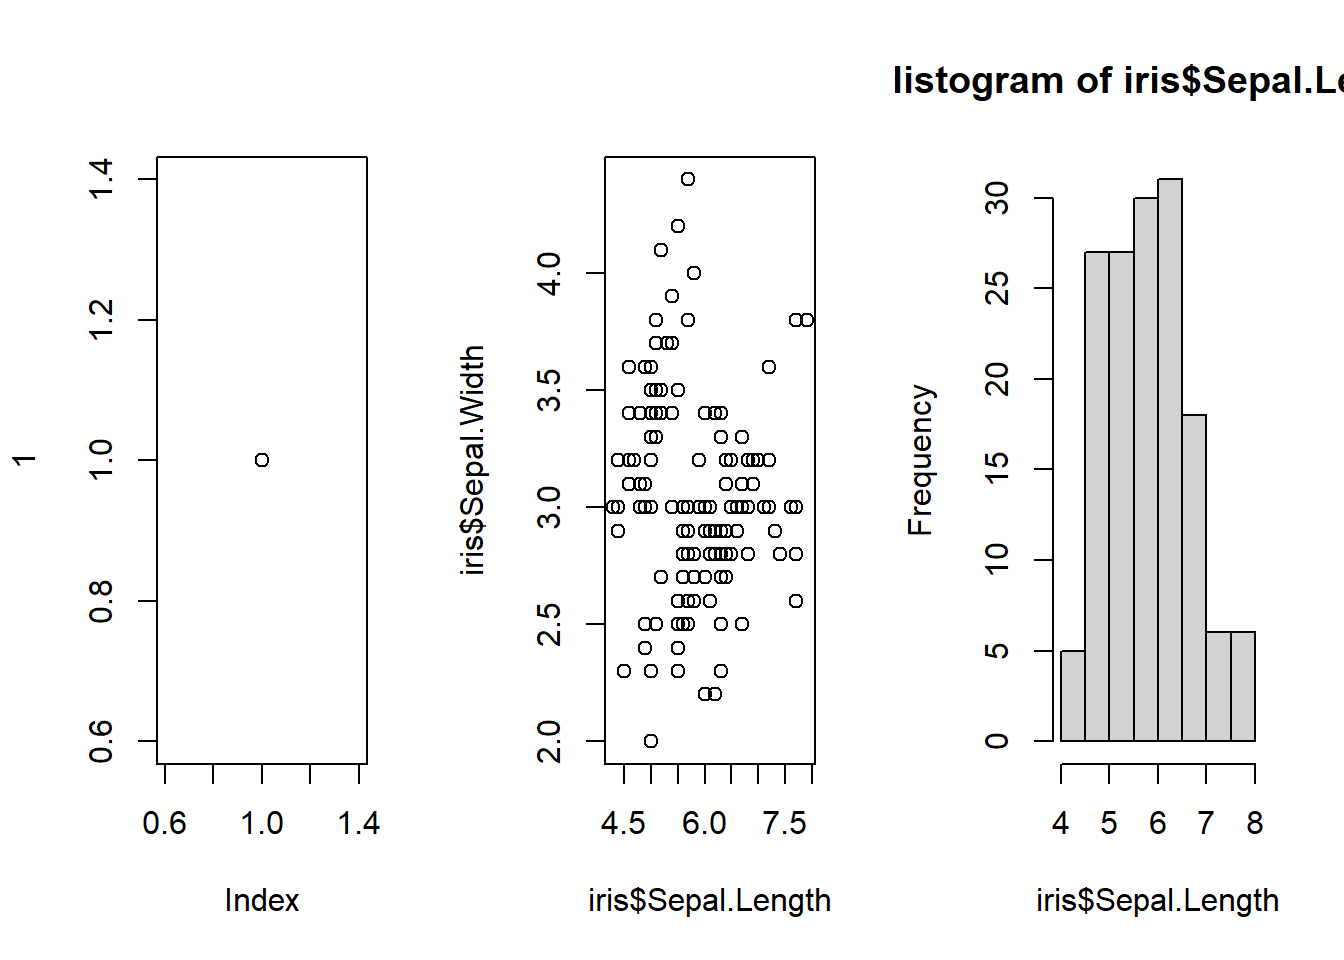 listogram of iris$Sepal.Le
1
1.4
1.2
1.0
0.8
0.6
0.6 1.0 1.4
Index
iris$Sepal.Width
4.0
3.5
3.0
2.5
2.0
4.5 6.0 7.5
iris$Sepal.Length
Frequency
30
25
20
15
10
5
0
4 5 6 7 8
iris$Sepal.Length